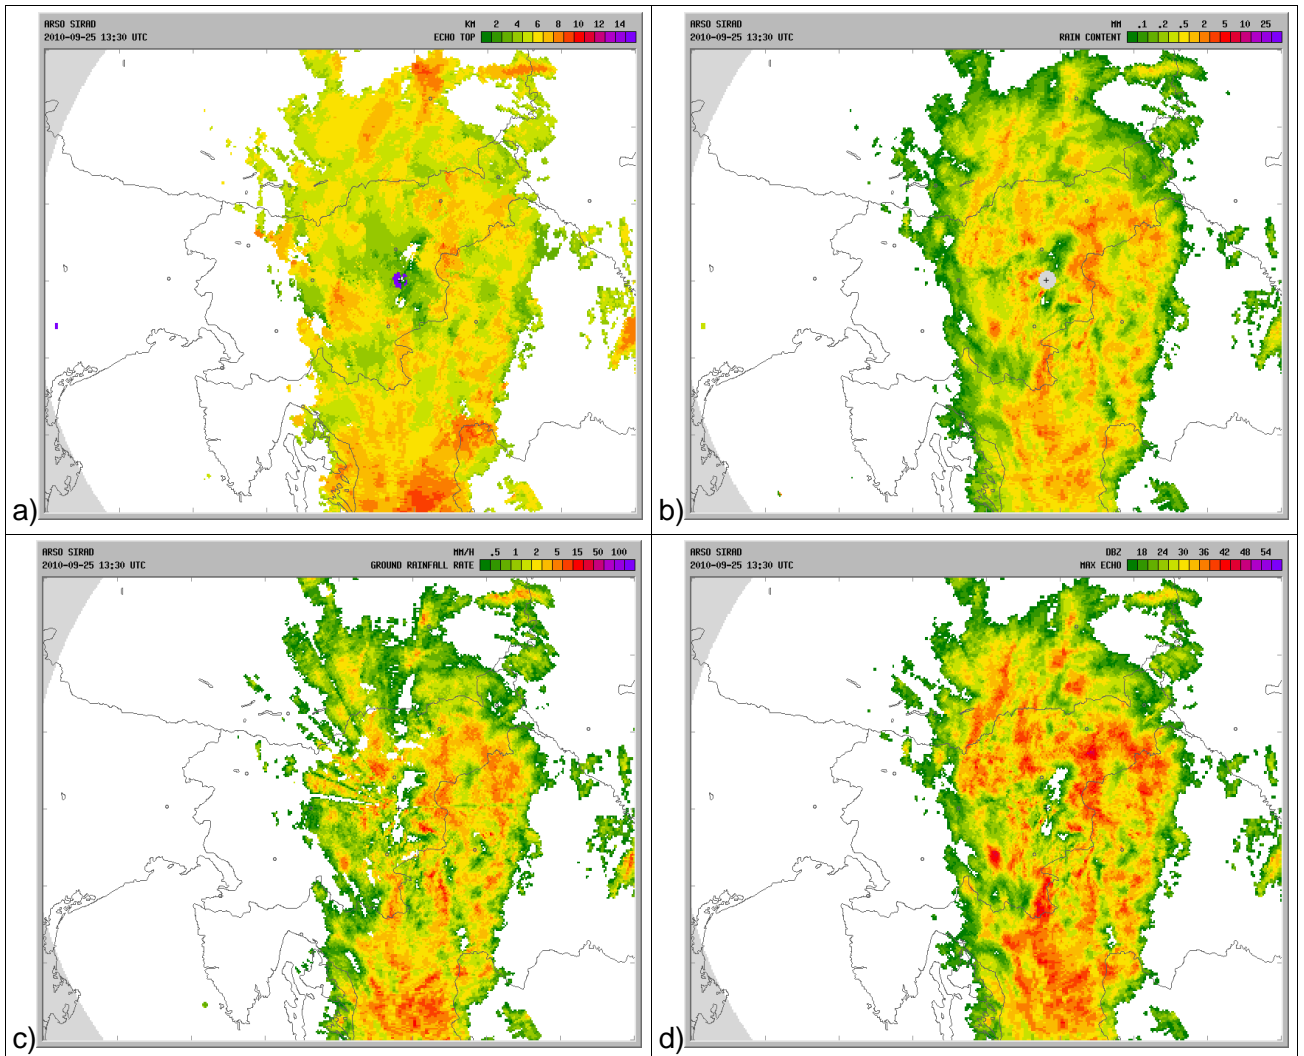 ARSO SIRAD KM 2 4 6 8 10 12 14
2010-09-25 13:30 UTC ECHO TOP
a)
ARSO SIRAD MM .1 .2 .5 2 5 10 25
2010-09-25 13:30 UTC RAIN CONTENT
b)
ARSO SIRAD MM/H .5 1 2 5 15 50 100
2010-09-25 13:30 UTC GROUND RAINFALL RATE
c)
ARSO SIRAD DBZ 18 24 30 36 42 48 54
2010-09-25 13:30 UTC MAX ECHO
d)